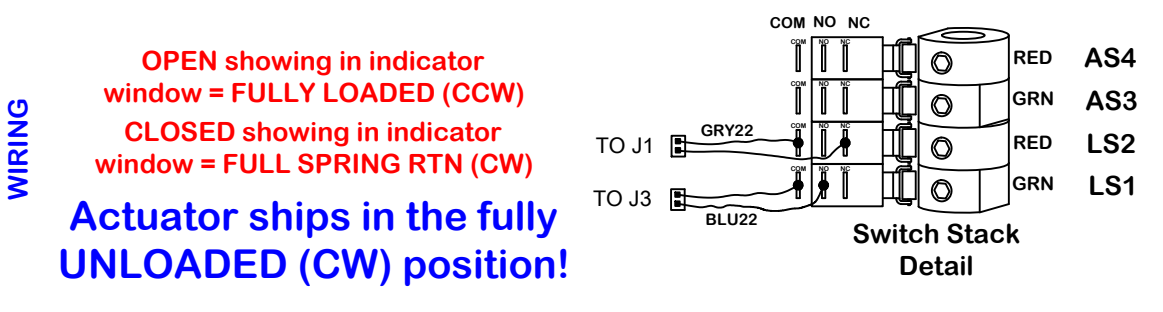 WIRING
OPEN showing in indicator
window = FULLY LOADED (CCW)
CLOSED showing in indicator
window = FULL SPRING RTN (CW)
Actuator ships in the fully
UNLOADED (CW) position!
COM NO NC
COM NO NC
RED AS4
COM NO NC
GRN AS3
TO J1
GRY22
COM NO NC
RED LS2
TO J3
BLU22
COM NO NC
GRN LS1
Switch Stack
Detail